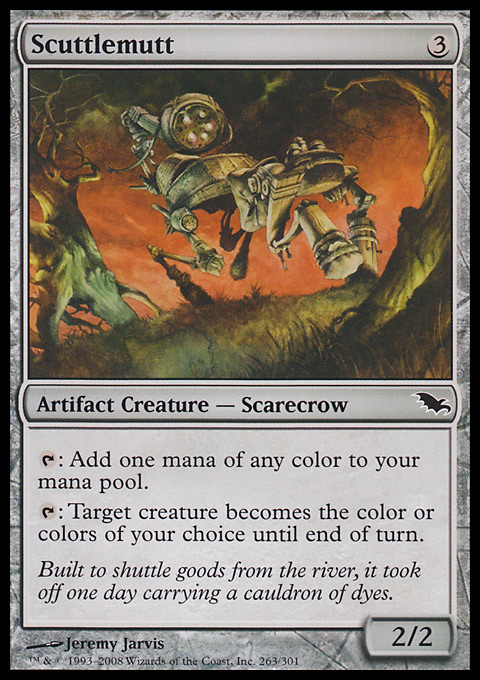 Scuttlemutt 3
Artifact Creature — Scarecrow
: Add one mana of any color to your
mana pool.
: Target creature becomes the color or
colors of your choice until end of turn.
Built to shuttle goods from the river, it took
off one day carrying a cauldron of dyes.
Jeremy Jarvis
2/2
™ & © 1993–2008 Wizards of the Coast, Inc. 263/301